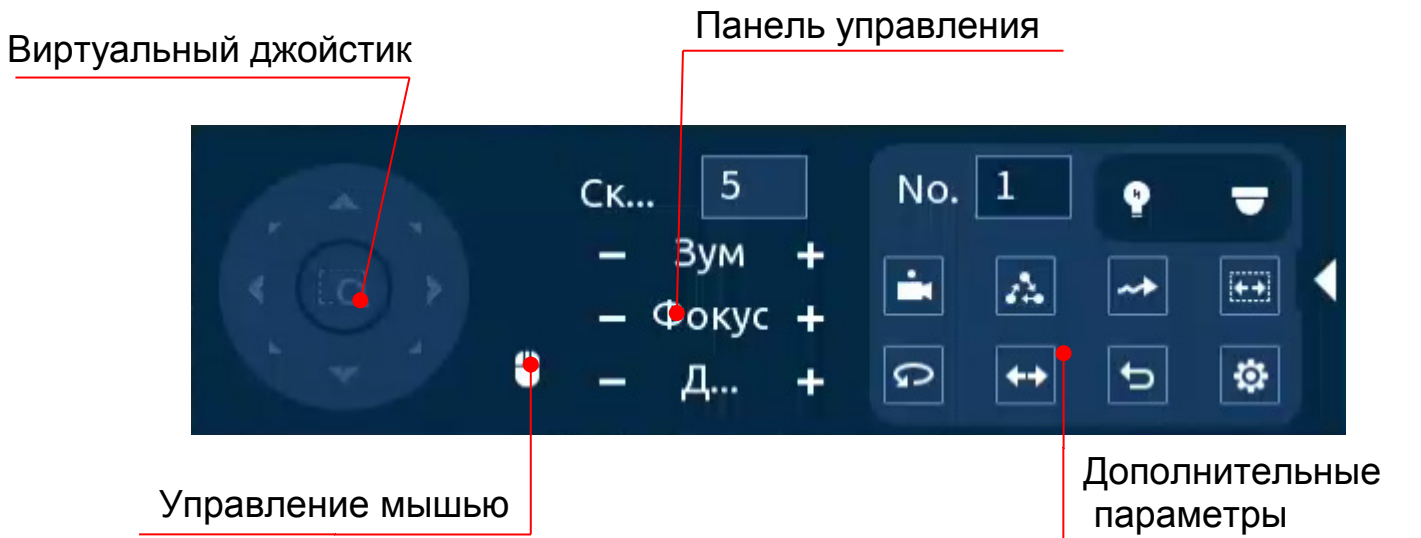 Панель управления
Виртуальный джойстик
Ск... 5
No. 1
− Зум +
− Фокус +
− Д... +
Управление мышью
Дополнительные
параметры